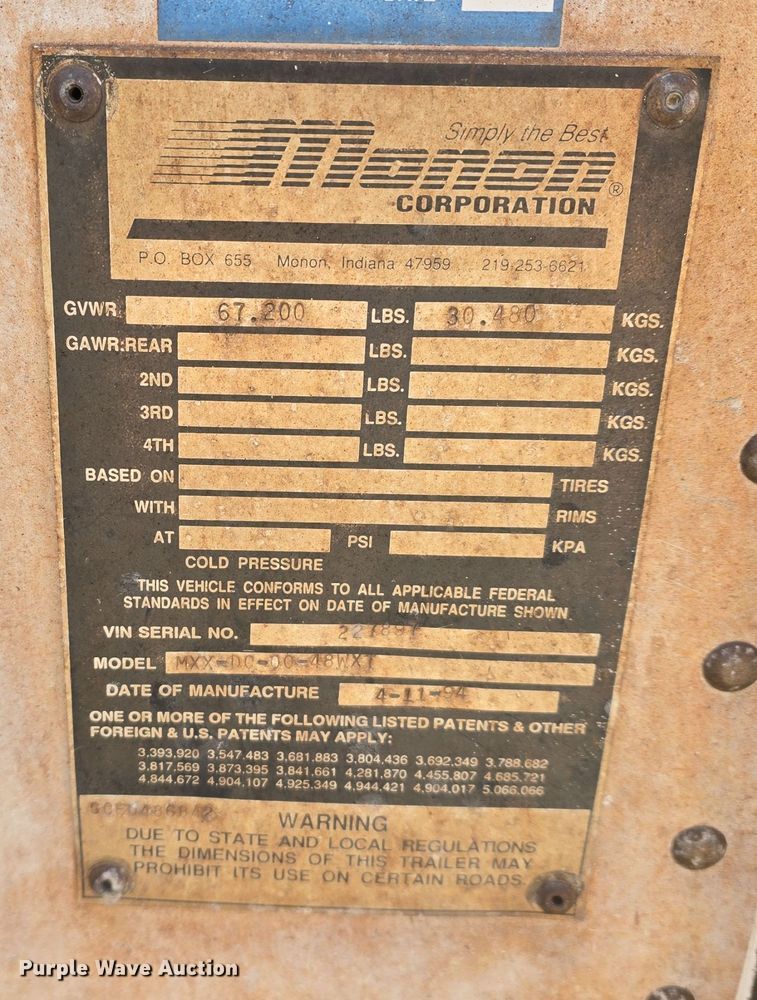 Simply the Best
Monon®
CORPORATION
P.O. BOX 655 Monon, Indiana 47959 219-253-6621
GVWR 67.200 LBS. 30.480 KGS.
GAWR:REAR LBS. KGS.
2ND LBS. KGS.
3RD LBS. KGS.
4TH LBS. KGS.
BASED ON TIRES
WITH RIMS
AT PSI KPA
COLD PRESSURE
THIS VEHICLE CONFORMS TO ALL APPLICABLE FEDERAL
STANDARDS IN EFFECT ON DATE OF MANUFACTURE SHOWN
VIN SERIAL NO.
MODEL
DATE OF MANUFACTURE 4-11-94
ONE OR MORE OF THE FOLLOWING LISTED PATENTS & OTHER
FOREIGN & U.S. PATENTS MAY APPLY:
3,393,920 3,547,483 3,681,883 3,804,436 3,692,349 3,788,682
3,817,569 3,873,395 3,841,661 4,281,870 4,455,807 4,685,721
4,844,672 4,904,107 4,925,349 4,944,421 4,904,017 5,066,066
WARNING
DUE TO STATE AND LOCAL REGULATIONS
THE DIMENSIONS OF THIS TRAILER MAY
PROHIBIT ITS USE ON CERTAIN ROADS.
Purple Wave Auction